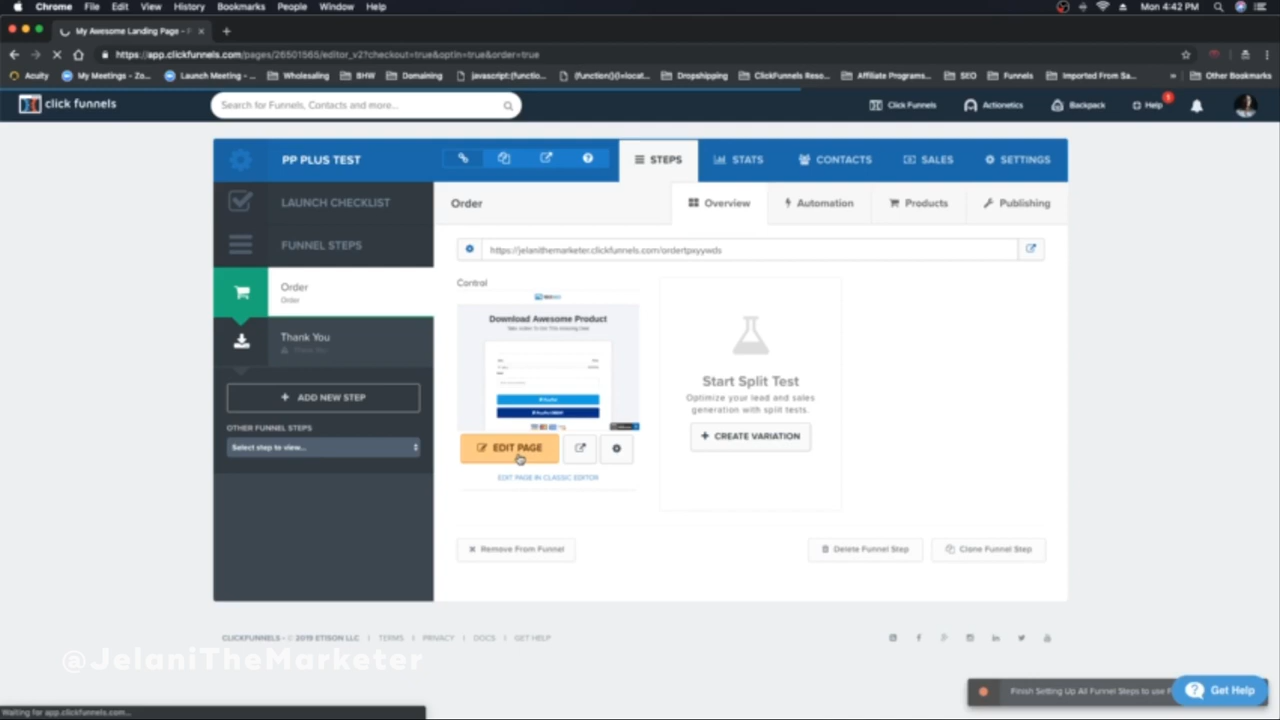 Chrome File Edit View History Bookmarks People Window Help
Mon 4:42 PM
My Awesome Landing Page - P
https://app.clickfunnels.com/pages/26501565/editor_v2?checkout=true&optin=true&order=true
Acuity My Meetings - Zo... Launch Meeting - ... Wholesaling BHW Domaining javascript:(functio... (function(){locat... Dropshipping ClickFunnels Reso... Affiliate Programs... SEO Funnels Imported From Sa... » Other Bookmarks
click funnels
Search for Funnels, Contacts and more...
Click Funnels Actionetics Backpack Help
PP PLUS TEST
STEPS STATS CONTACTS SALES SETTINGS
LAUNCH CHECKLIST
Order
Overview Automation Products Publishing
FUNNEL STEPS
https://jelanithemarketer.clickfunnels.com/ordertpxyywds
Order
Order
Control
Thank You
Download Awesome Product
PayPal
PayPal CREDIT
Start Split Test
Optimize your lead and sales
generation with split tests.
+ CREATE VARIATION
+ ADD NEW STEP
OTHER FUNNEL STEPS
Select step to view...
EDIT PAGE
EDIT PAGE IN CLASSIC EDITOR
Remove From Funnel
Delete Funnel Step
Clone Funnel Step
CLICKFUNNELS - © 2019 ETISON LLC | TERMS | PRIVACY | DOCS | GET HELP
@JelaniTheMarketer
Finish Setting Up All Funnel Steps to use
Get Help
Waiting for app.clickfunnels.com...